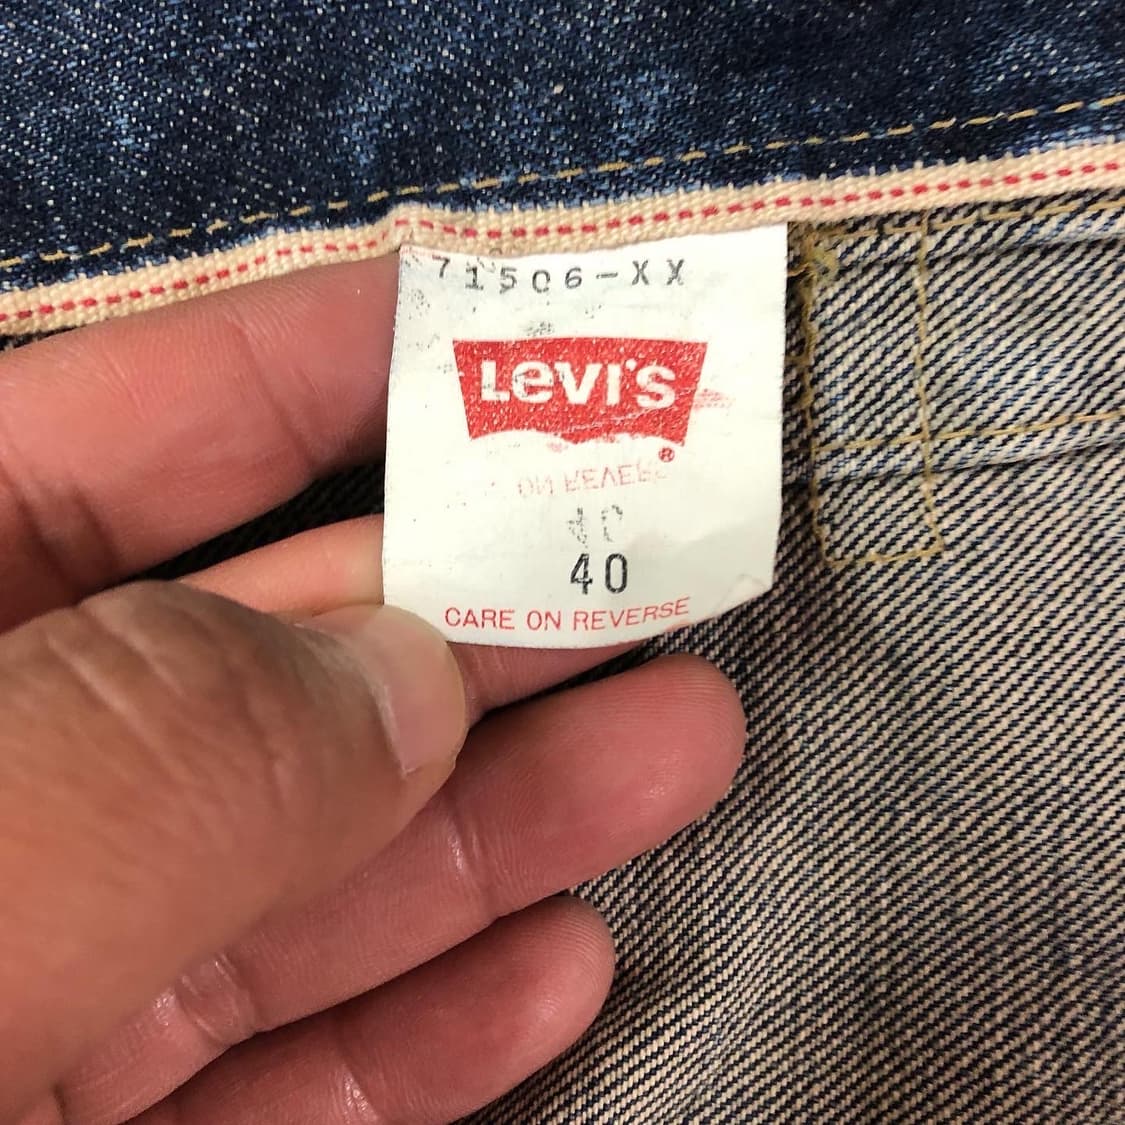 71506-XX
LEVI'S
®
40
CARE ON REVERSE